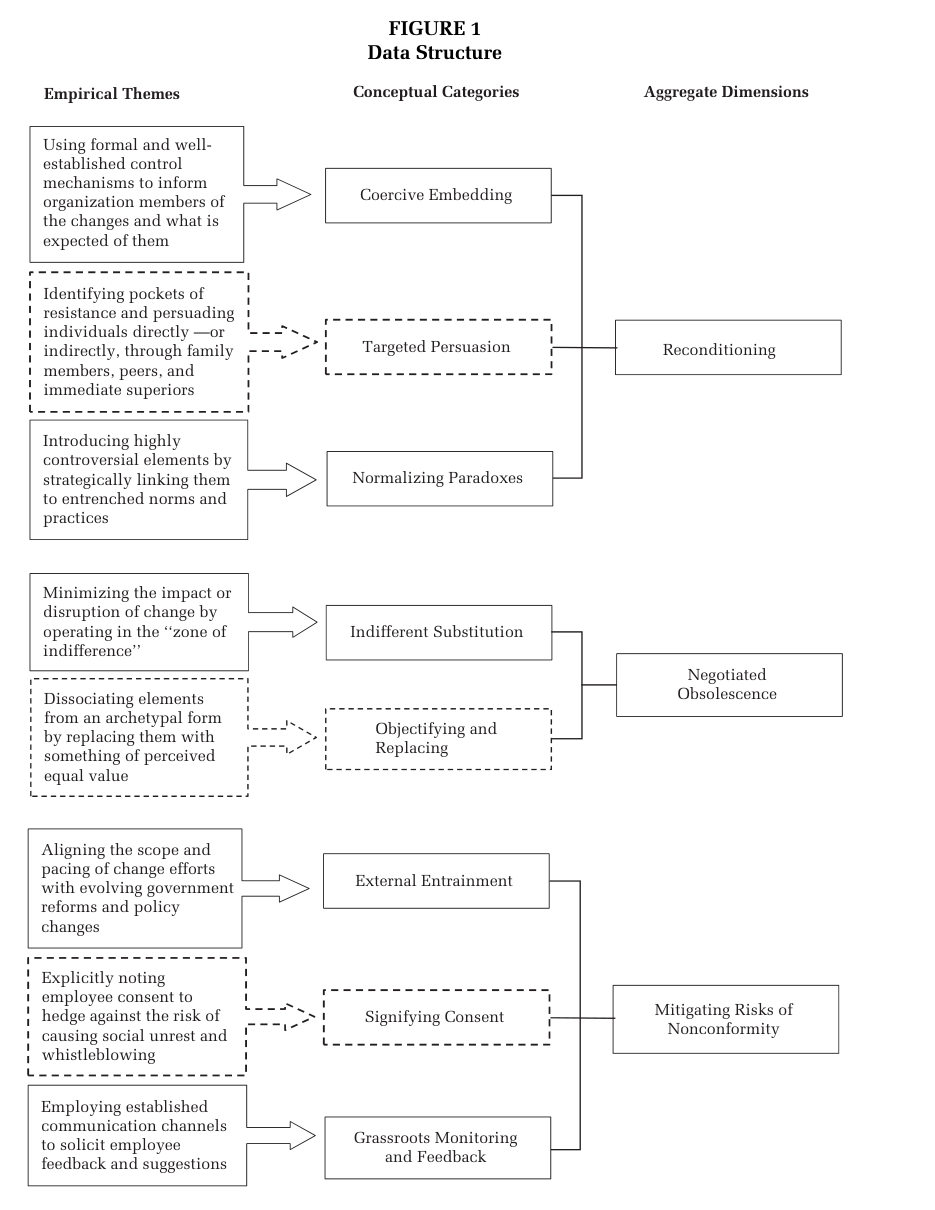 FIGURE 1
Data Structure
Empirical Themes
Conceptual Categories
Aggregate Dimensions
Using formal and well-
established control
mechanisms to inform
organization members of
the changes and what is
expected of them
Coercive Embedding
Identifying pockets of
resistance and persuading
individuals directly —or
indirectly, through family
members, peers, and
immediate superiors
Targeted Persuasion
Reconditioning
Introducing highly
controversial elements by
strategically linking them
to entrenched norms and
practices
Normalizing Paradoxes
Minimizing the impact or
disruption of change by
operating in the ‘‘zone of
indifference’’
Indifferent Substitution
Negotiated
Obsolescence
Dissociating elements
from an archetypal form
by replacing them with
something of perceived
equal value
Objectifying and
Replacing
Aligning the scope and
pacing of change efforts
with evolving government
reforms and policy
changes
External Entrainment
Explicitly noting
employee consent to
hedge against the risk of
causing social unrest and
whistleblowing
Signifying Consent
Mitigating Risks of
Nonconformity
Employing established
communication channels
to solicit employee
feedback and suggestions
Grassroots Monitoring
and Feedback